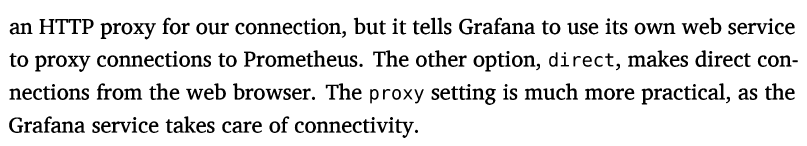 an HTTP proxy for our connection, but it tells Grafana to use its own web service
to proxy connections to Prometheus. The other option, direct, makes direct con-
nections from the web browser. The proxy setting is much more practical, as the
Grafana service takes care of connectivity.